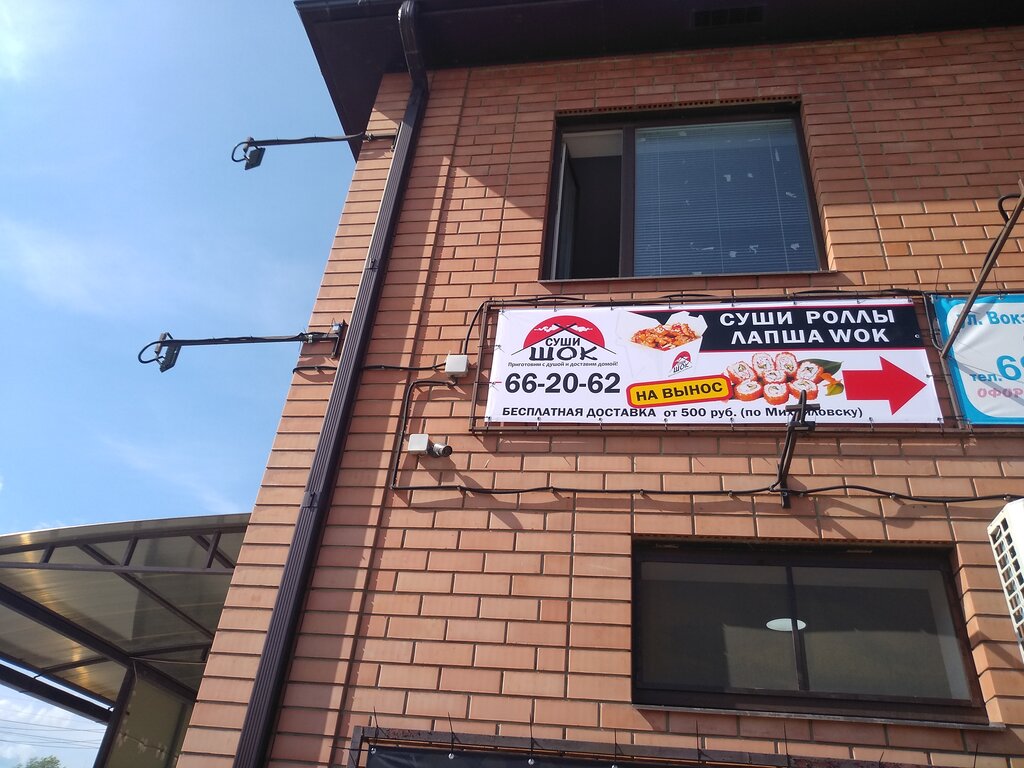 СУШИ
ШОК
Приготовим с душой и доставим домой!
66-20-62
СУШИ РОЛЛЫ
ЛАПША WOK
ШОК
НА ВЫНОС
БЕСПЛАТНАЯ ДОСТАВКА от 500 руб. (по Михайловску)
тел.